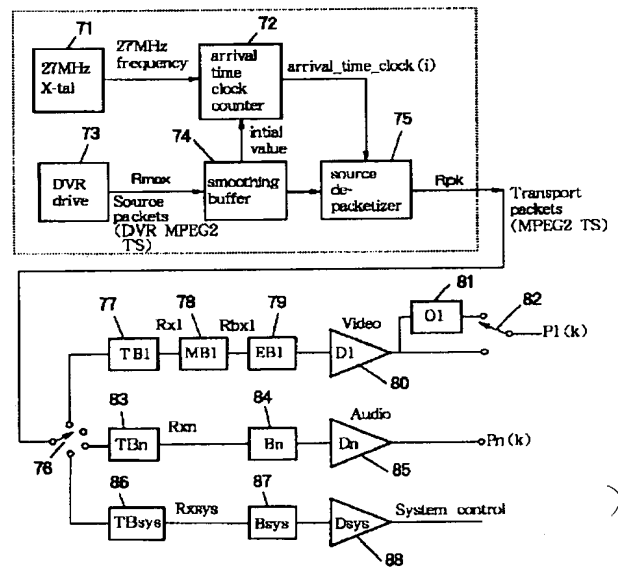 71
72
27MHz
X-tal
27MHz
frequency
arrival
time
clock
counter
arrival_time_clock(i)
73
74
intial
value
75
DVR
drive
Rmax
Source
packets
(DVR MPEG2
TS)
smoothing
buffer
source
de-
packetizer
Rpk
Transport
packets
(MPEG2 TS)
77
Rx1
78
Rbx1
79
Video
81
O1
82
P1(k)
TB1
MB1
EB1
D1
80
76
83
Rxn
84
Audio
TBn
Bn
Dn
Pn(k)
85
86
Rxsys
87
System control
TBsys
Bsys
Dsys
88